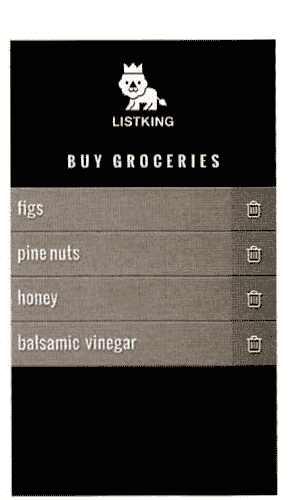 LISTKING
BUY GROCERIES
figs
pine nuts
honey
balsamic vinegar